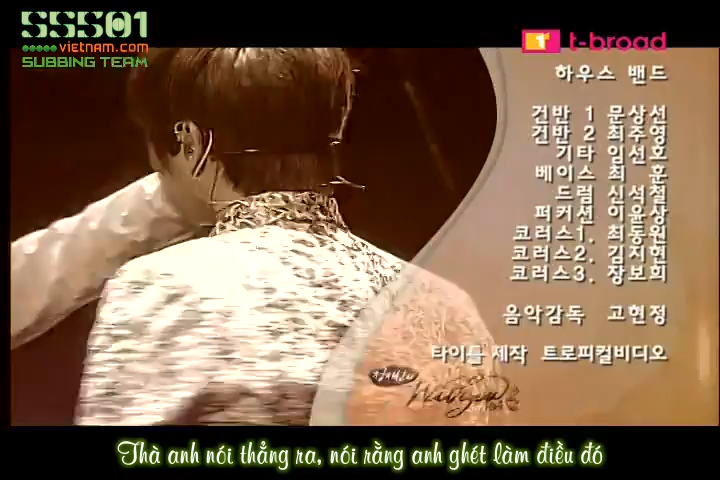 SS501
vietnam.com
SUBBING TEAM
t-broad
하우스 밴드
건반 1 문상선
건반 2 최주영
기타 임선호
베이스 최 훈
드럼 신석철
퍼커션 이윤상
코러스1. 최동원
코러스2. 김지현
코러스3. 장보희
음악감독 고현정
타이틀 제작 트로피컬비디오
Thà anh nói thẳng ra, nói rằng anh ghét làm điều đó